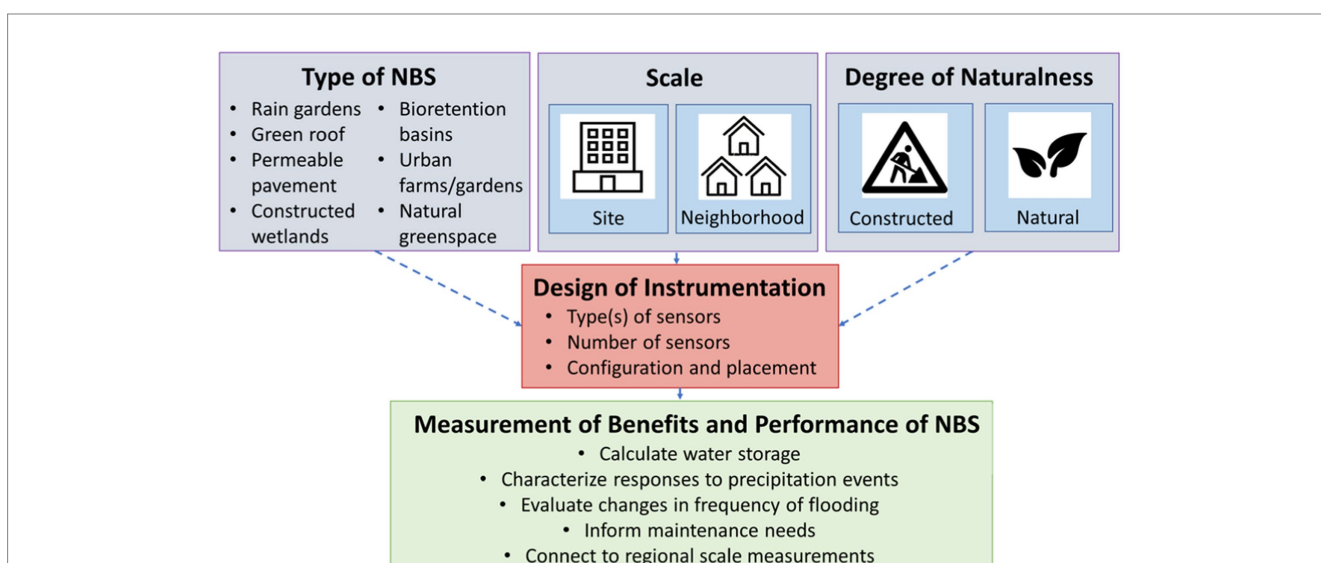 Type of NBS
• Rain gardens
• Green roof
• Permeable
pavement
• Constructed
wetlands
• Bioretention
basins
• Urban
farms/gardens
• Natural
greenspace
Scale
Site
Neighborhood
Degree of Naturalness
Constructed
Natural
Design of Instrumentation
• Type(s) of sensors
• Number of sensors
• Configuration and placement
Measurement of Benefits and Performance of NBS
• Calculate water storage
• Characterize responses to precipitation events
• Evaluate changes in frequency of flooding
• Inform maintenance needs
• Connect to regional scale measurements